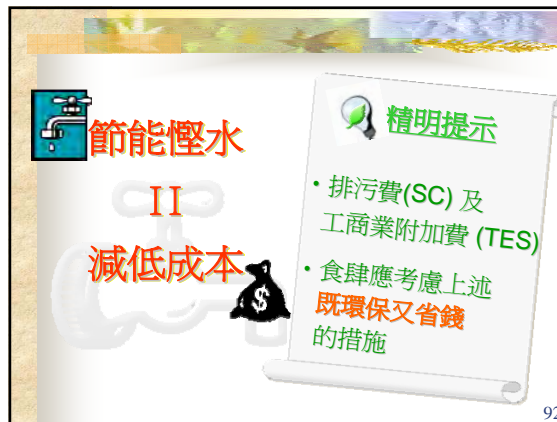 節能慳水
II
減低成本
$
精明提示
• 排污費(SC) 及
工商業附加費 (TES)
• 食肆應考慮上述
既環保又省錢
的措施
92